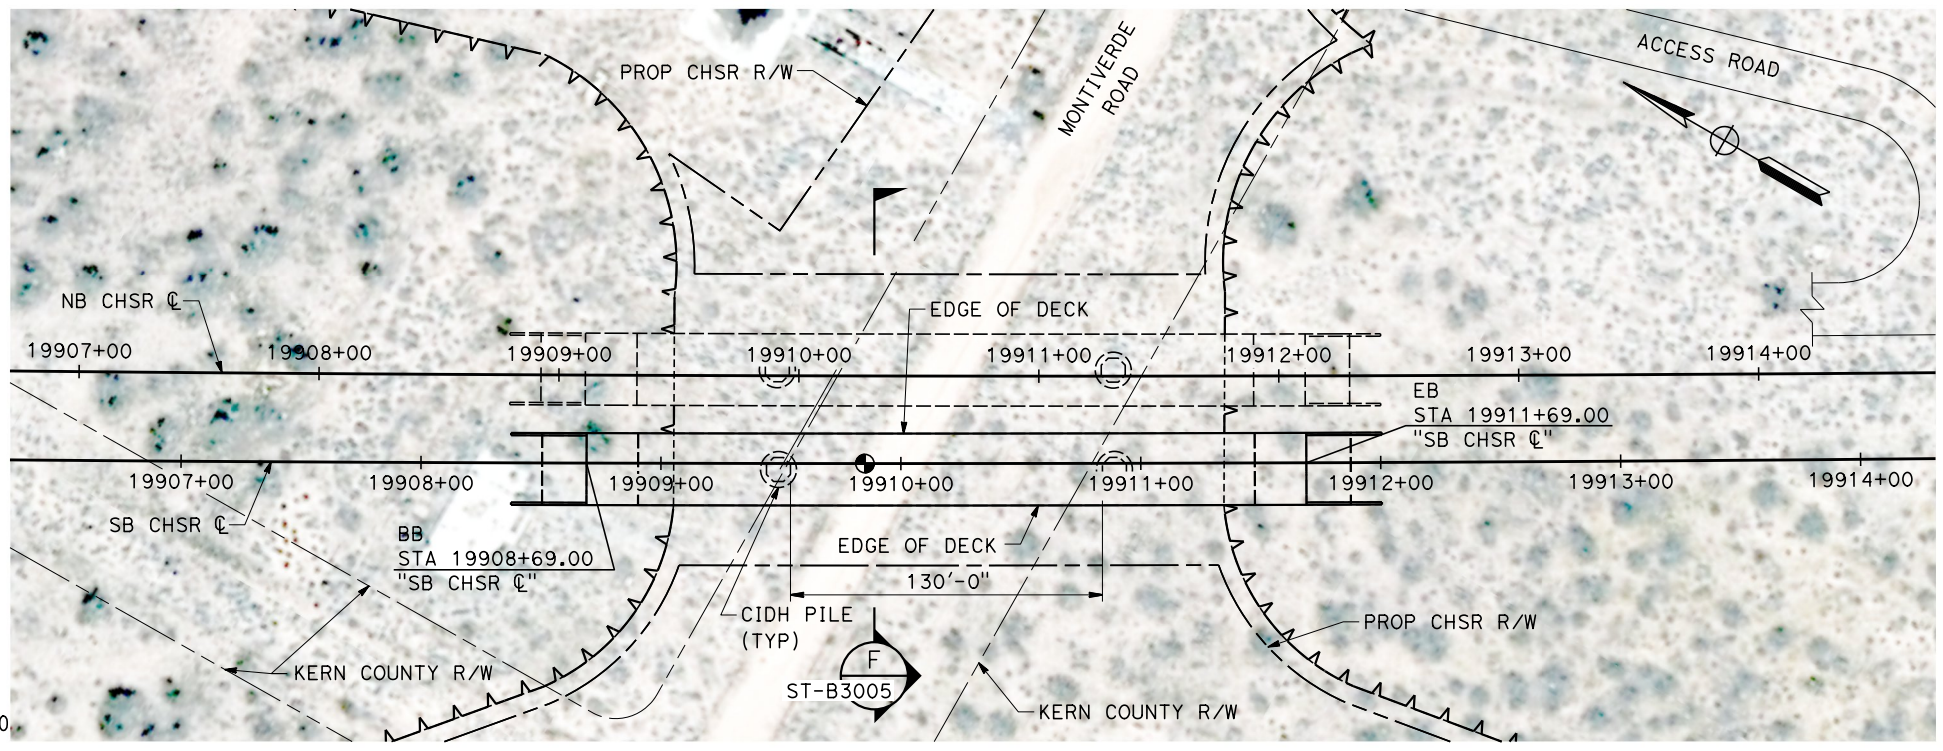 ACCESS ROAD
PROP CHSR R/W
MONTIVERDE
ROAD
NB CHSR ℄
EDGE OF DECK
19907+00
19908+00
19909+00
19910+00
19911+00
19912+00
19913+00
19914+00
EB
STA 19911+69.00
"SB CHSR ℄"
19907+00
19908+00
19909+00
19910+00
19911+00
19912+00
19913+00
19914+00
SB CHSR ℄
BB
STA 19908+69.00
"SB CHSR ℄"
EDGE OF DECK
130'-0"
CIDH PILE
(TYP)
PROP CHSR R/W
F
ST-B3005
KERN COUNTY R/W
KERN COUNTY R/W